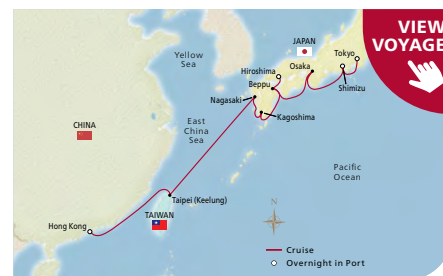 VIEW
VOYAGE
JAPAN
Yellow
Sea
Tokyo
Hiroshima
Osaka
Beppu
Shimizu
Nagasaki
Kagoshima
CHINA
East
China
Sea
Pacific
Ocean
Taipei (Keelung)
TAIWAN
Hong Kong
N
Cruise
Overnight in Port